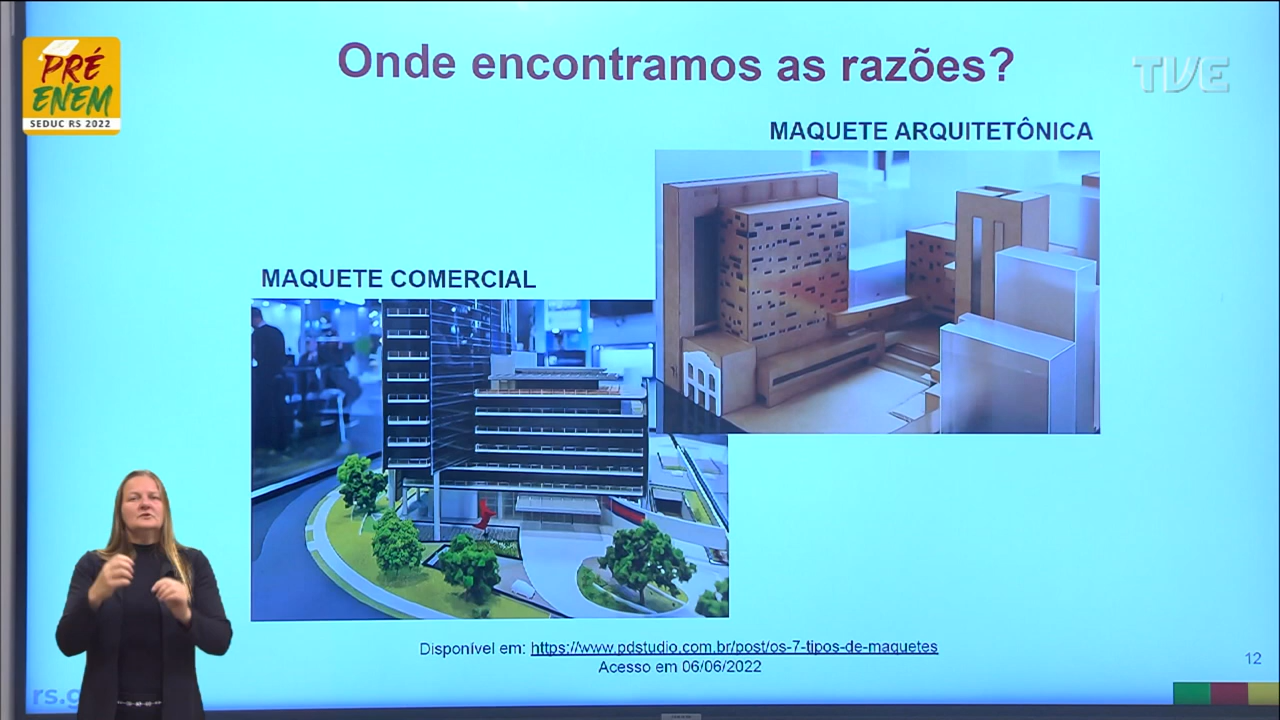 Onde encontramos as razões?
PRÉ
ENEM
SEDUC RS 2022
TVE
MAQUETE ARQUITETÔNICA
MAQUETE COMERCIAL
Disponível em: https://www.pdstudio.com.br/post/os-7-tipos-de-maquetes
Acesso em 06/06/2022
12
rs.g